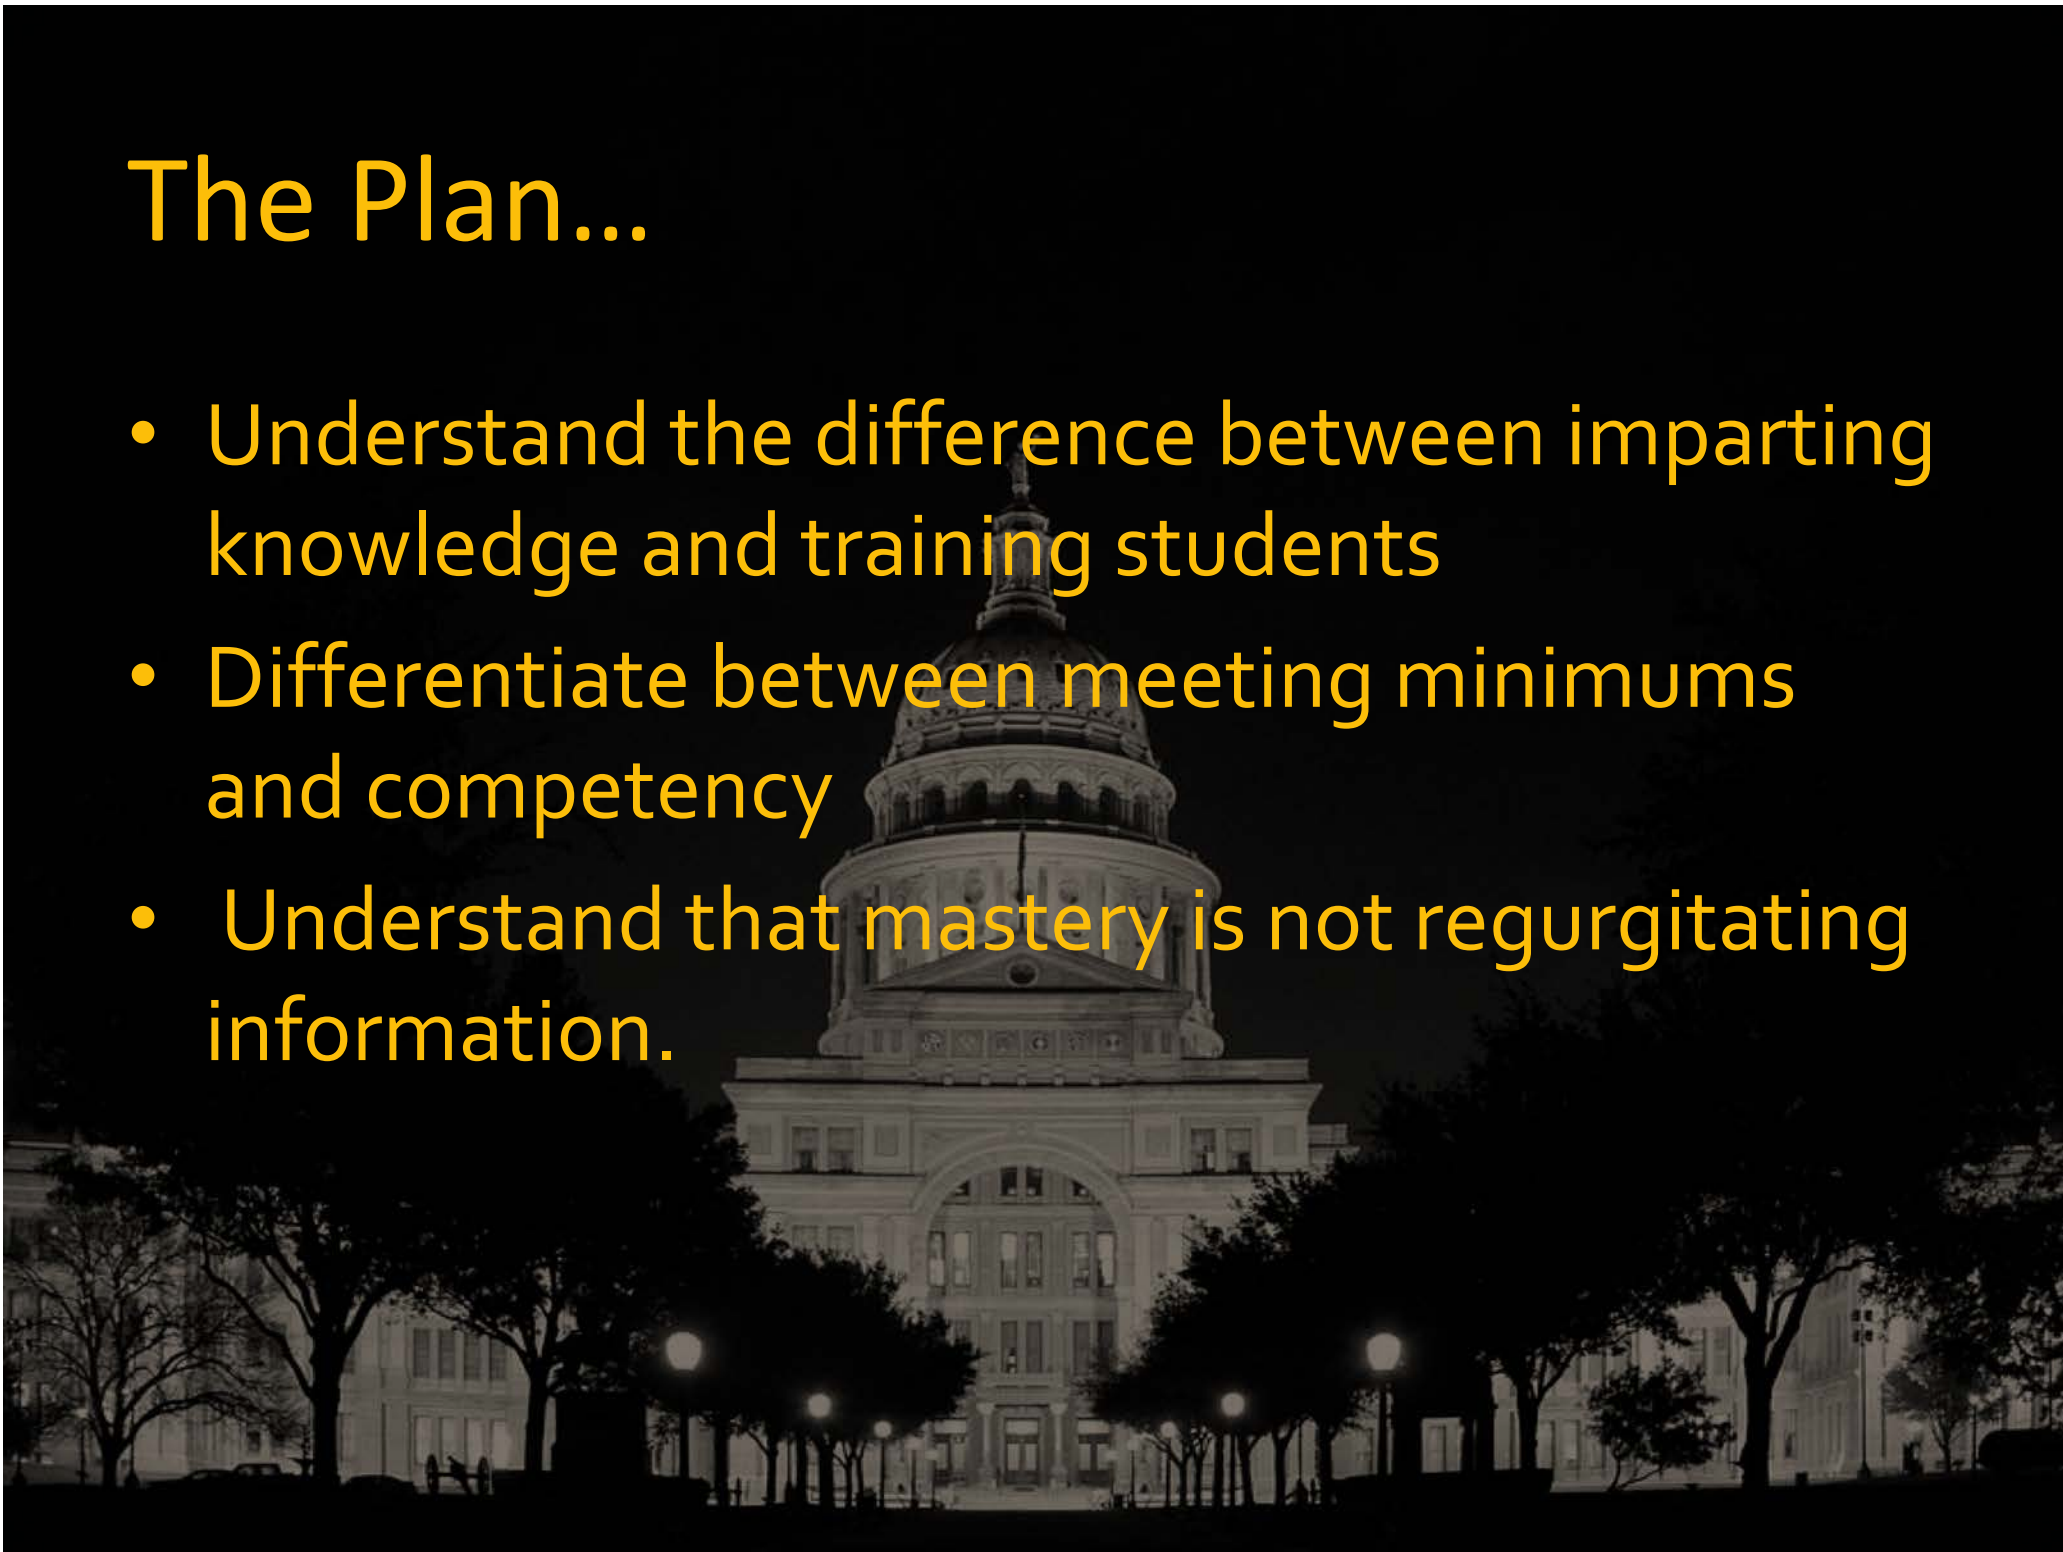 The Plan…
• Understand the difference between imparting
knowledge and training students
• Differentiate between meeting minimums
and competency
• Understand that mastery is not regurgitating
information.